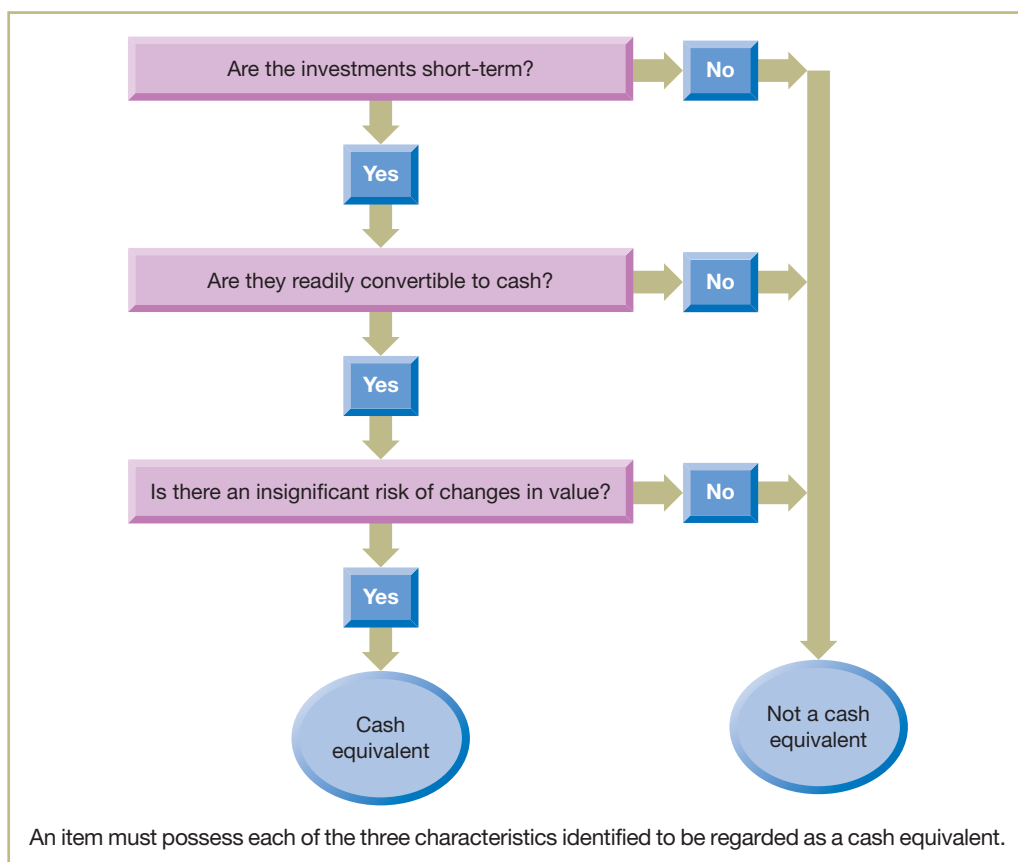 Are the investments short-term?
No
Yes
Are they readily convertible to cash?
No
Yes
Is there an insignificant risk of changes in value?
No
Yes
Cash
equivalent
Not a cash
equivalent
An item must possess each of the three characteristics identified to be regarded as a cash equivalent.